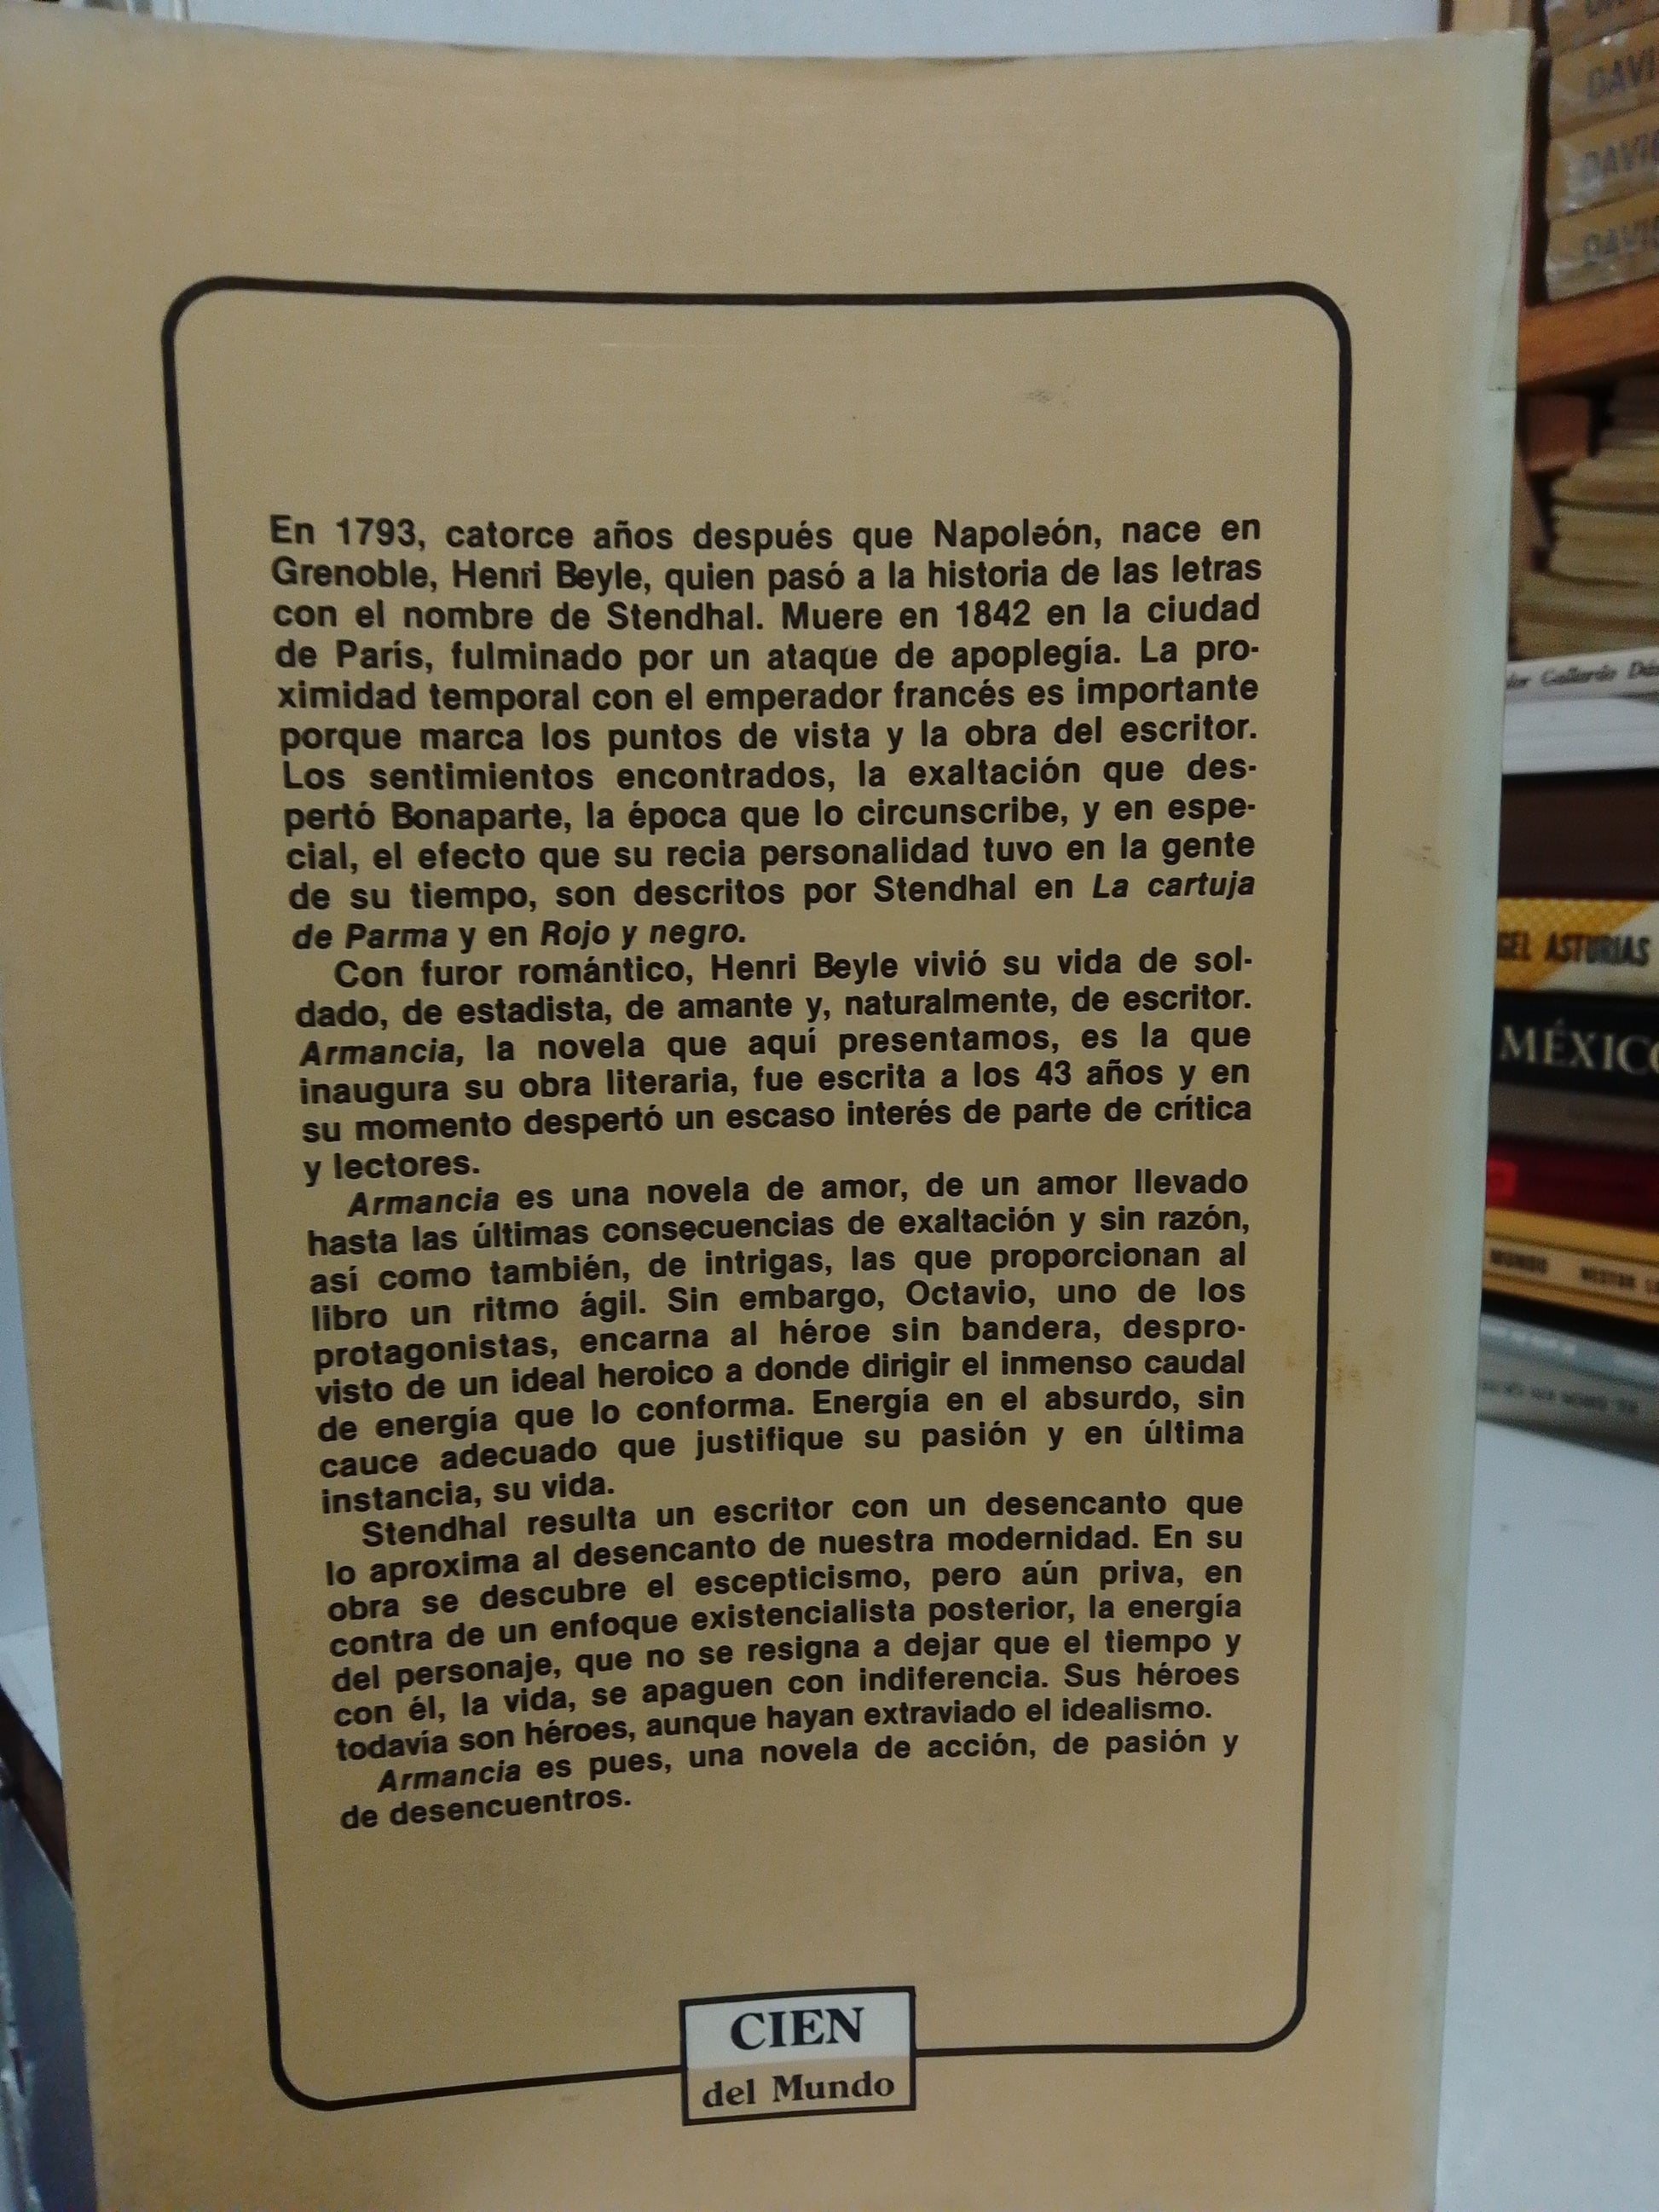 En 1793, catorce años después que Napoleón, nace en
Grenoble, Henri Beyle, quien pasó a la historia de las letras
con el nombre de Stendhal. Muere en 1842 en la ciudad
de París, fulminado por un ataque de apoplegía. La pro-
ximidad temporal con el emperador francés es importante
porque marca los puntos de vista y la obra del escritor.
Los sentimientos encontrados, la exaltación que des-
pertó Bonaparte, la época que lo circunscribe, y en espe-
cial, el efecto que su recia personalidad tuvo en la gente
de su tiempo, son descritos por Stendhal en La cartuja
de Parma y en Rojo y negro.
Con furor romántico, Henri Beyle vivió su vida de sol-
dado, de estadista, de amante y, naturalmente, de escritor.
Armancia, la novela que aquí presentamos, es la que
inaugura su obra literaria, fue escrita a los 43 años y en
su momento despertó un escaso interés de parte de crítica
y lectores.
Armancia es una novela de amor, de un amor llevado
hasta las últimas consecuencias de exaltación y sin razón,
así como también, de intrigas, las que proporcionan al
libro un ritmo ágil. Sin embargo, Octavio, uno de los
protagonistas, encarna al héroe sin bandera, despro-
visto de un ideal heroico a donde dirigir el inmenso caudal
de energía que lo conforma. Energía en el absurdo, sin
cauce adecuado que justifique su pasión y en última
instancia, su vida.
Stendhal resulta un escritor con un desencanto que
lo aproxima al desencanto de nuestra modernidad. En su
obra se descubre el escepticismo, pero aún priva, en
contra de un enfoque existencialista posterior, la energía
del personaje, que no se resigna a dejar que el tiempo y
con él, la vida, se apaguen con indiferencia. Sus héroes
todavía son héroes, aunque hayan extraviado el idealismo.
Armancia es pues, una novela de acción, de pasión y
de desencuentros.
CIEN
del Mundo
DAVI
DAVI
DAVI
Gallardo
GEL ASTURIAS
MÉXICO
MUNDO NESTOR